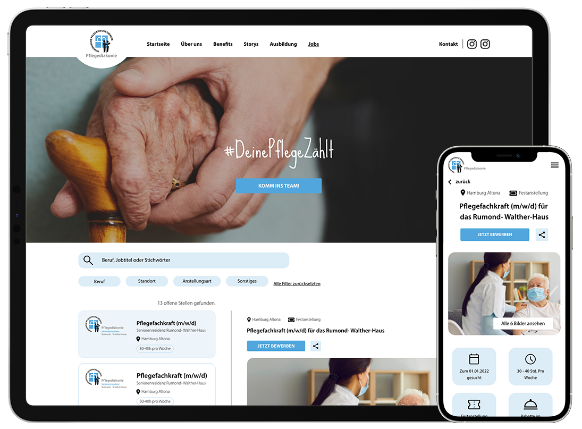 Pflegediakonie
Startseite
Über uns
Benefits
Storys
Ausbildung
Jobs
Kontakt
#DeinePflegeZählt
KOMM INS TEAM!
Beruf, Jobtitel oder Stichwörter
Beruf
Standort
Anstellungsart
Sonstiges
Alle Filter zurücksetzen
13 offene Stellen gefunden.
Pflegefachkraft (m/w/d)
Seniorenresidenz Rumond- Walther-Haus
Hamburg Altona
30-40h pro Woche
Pflegefachkraft (m/w/d)
Seniorenresidenz Rumond- Walther-Haus
Hamburg Altona
30-40h pro Woche
Hamburg Altona
Festanstellung
Pflegefachkraft (m/w/d) für das Rumond- Walther-Haus
JETZT BEWERBEN
Pflegediakonie
zurück
Hamburg Altona
Festanstellung
Pflegefachkraft (m/w/d) für
das Rumond- Walther-Haus
JETZT BEWERBEN
Alle 6 Bilder ansehen
Zum 01.01.2022
gesucht
30 - 40 Std. Pro
Woche